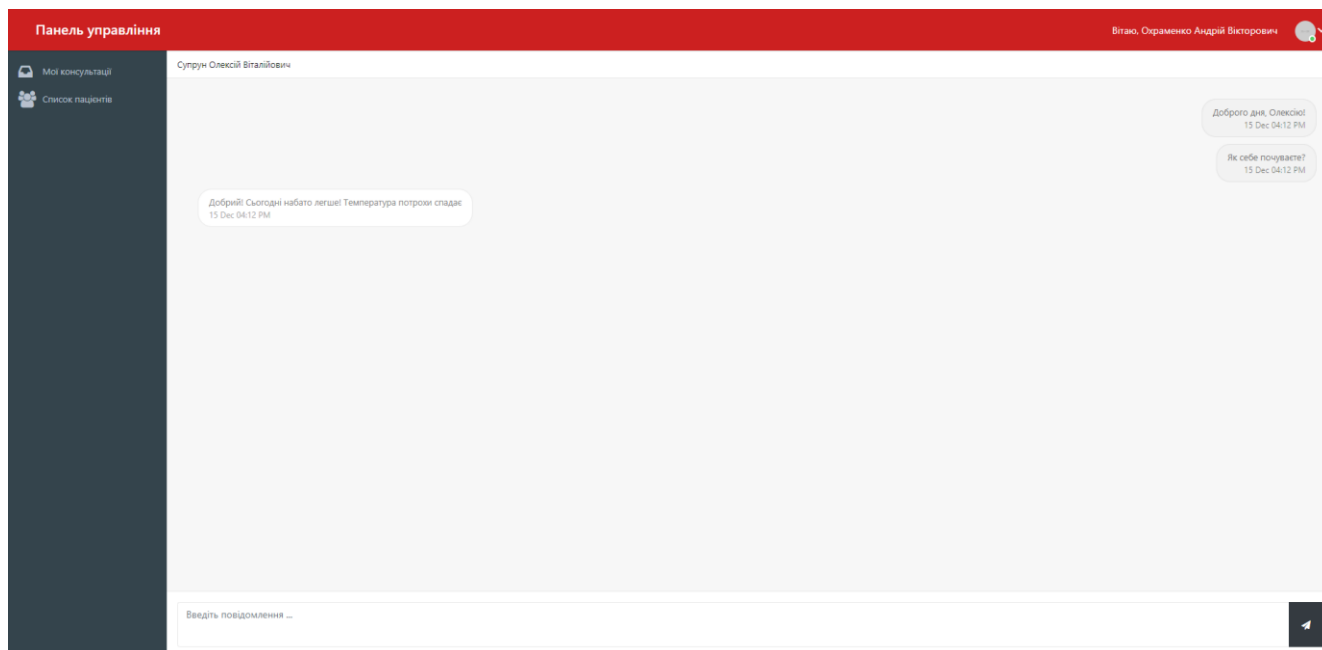 Панель управління
Вітаю, Охраменко Андрій Вікторович
Мої консультації
Список пацієнтів
Супрун Олексій Віталійович
Доброго дня, Олексію!
15 Dec 04:12 PM
Як себе почуваєте?
15 Dec 04:12 PM
Добрий! Сьогодні набато легше! Температура потрохи спадає
15 Dec 04:12 PM
Введіть повідомлення ...